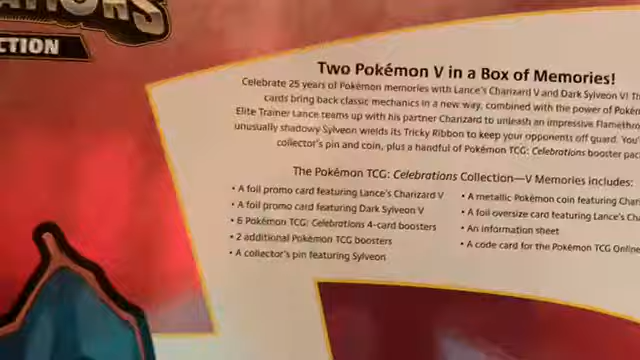 CTION
Two Pokémon V in a Box of Memories!
Celebrate 25 years of Pokémon memories with Lance's Charizard V and Dark Sylveon V!
cards bring back classic mechanics in a new way, combined with the power of
Elite Trainer Lance teams up with his partner Charizard to unleash an impressive
unusually shadowy Sylveon wields its Tricky Ribbon to keep your opponents off guard.
collector's pin and coin, plus a handful of Pokémon TCG: Celebrations booster
The Pokémon TCG: Celebrations Collection—V Memories includes:
• A foil promo card featuring Lance's Charizard V
• A foil promo card featuring Dark Sylveon V
• 6 Pokémon TCG: Celebrations 4-card boosters
• 2 additional Pokémon TCG boosters
• A collector's pin featuring Sylveon
• A metallic Pokémon coin featuring
• A foil oversize card featuring Lance's
• An information sheet
• A code card for the Pokémon TCG Online